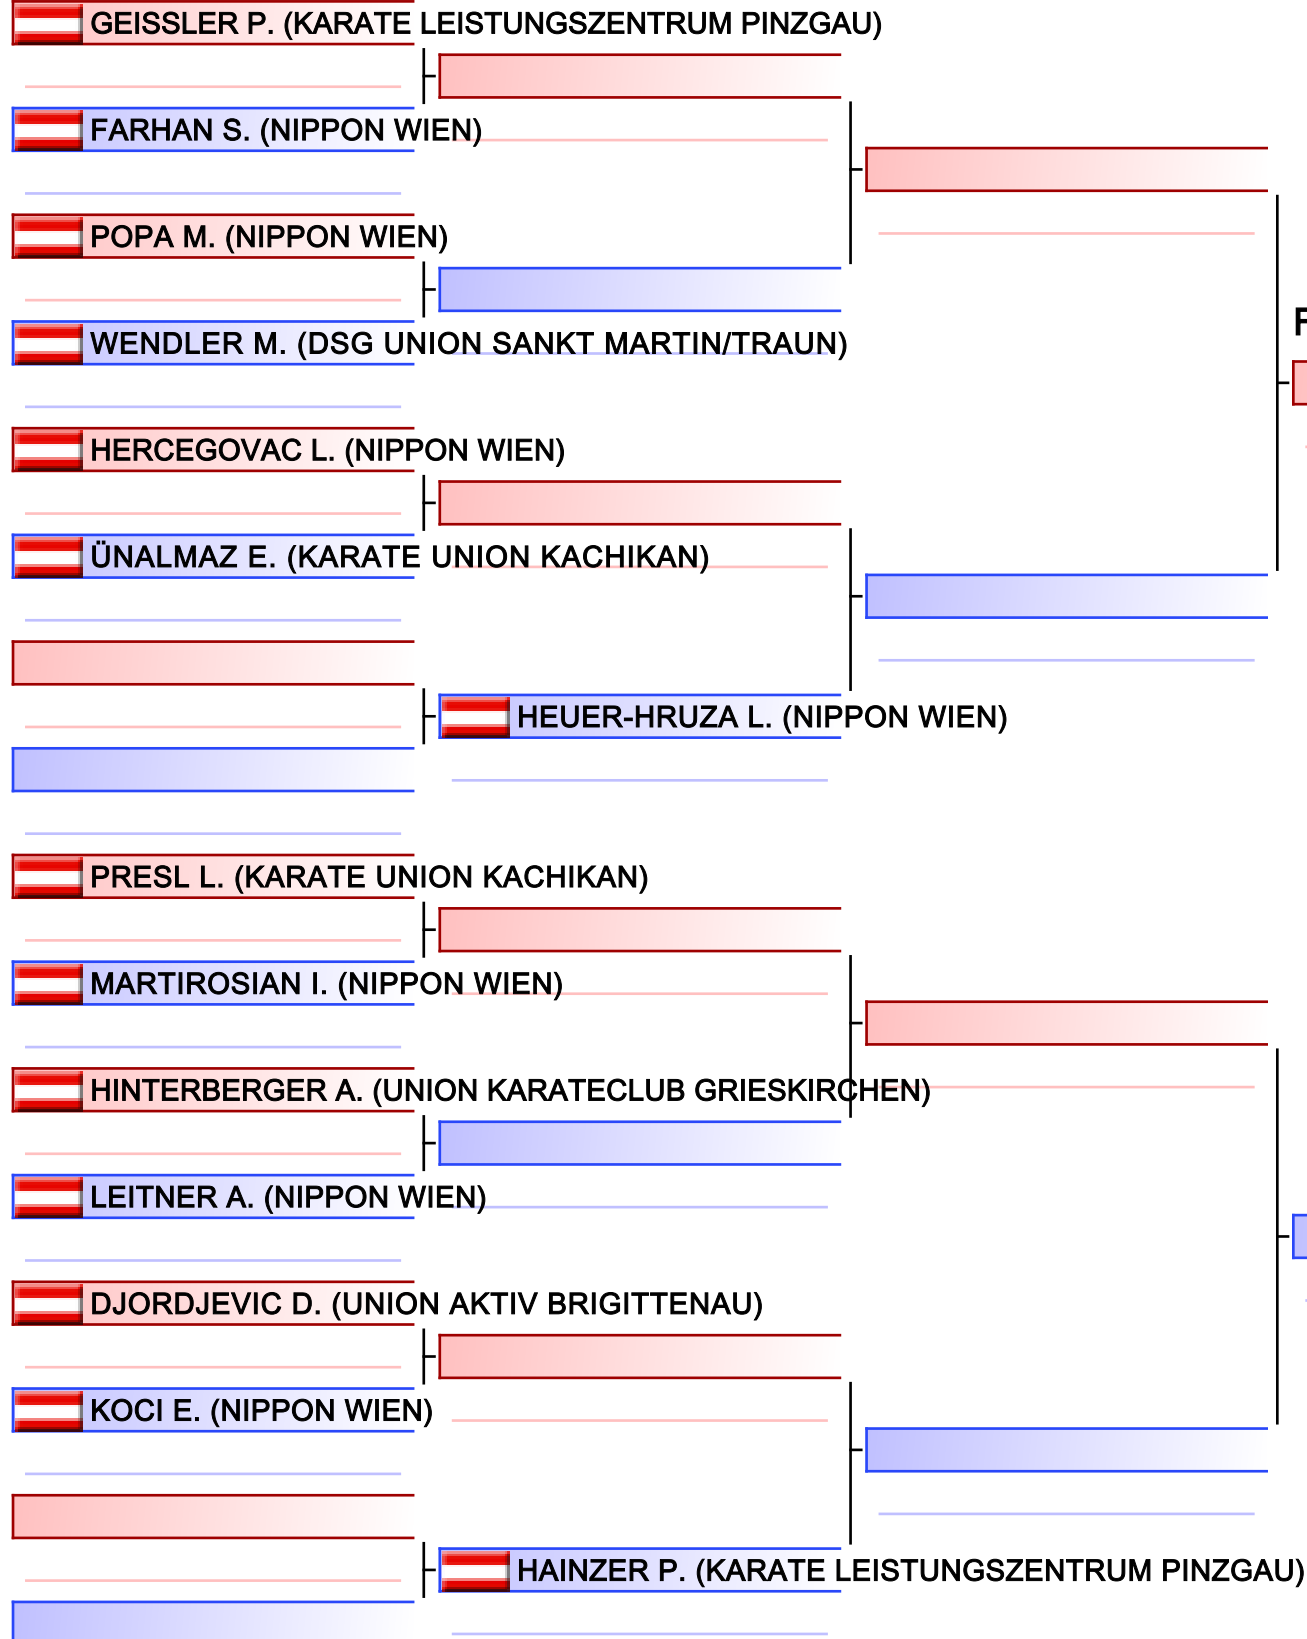 GEISSLER P. (KARATE LEISTUNGSZENTRUM PINZGAU)
FARHAN S. (NIPPON WIEN)
POPA M. (NIPPON WIEN)
WENDLER M. (DSG UNION SANKT MARTIN/TRAUN)
HERCEGOVAC L. (NIPPON WIEN)
ÜNALMAZ E. (KARATE UNION KACHIKAN)
HEUER-HRUZA L. (NIPPON WIEN)
PRESL L. (KARATE UNION KACHIKAN)
MARTIROSIAN I. (NIPPON WIEN)
HINTERBERGER A. (UNION KARATECLUB GRIESKIRCHEN)
LEITNER A. (NIPPON WIEN)
DJORDJEVIC D. (UNION AKTIV BRIGITTENAU)
KOCI E. (NIPPON WIEN)
HAINZER P. (KARATE LEISTUNGSZENTRUM PINZGAU)